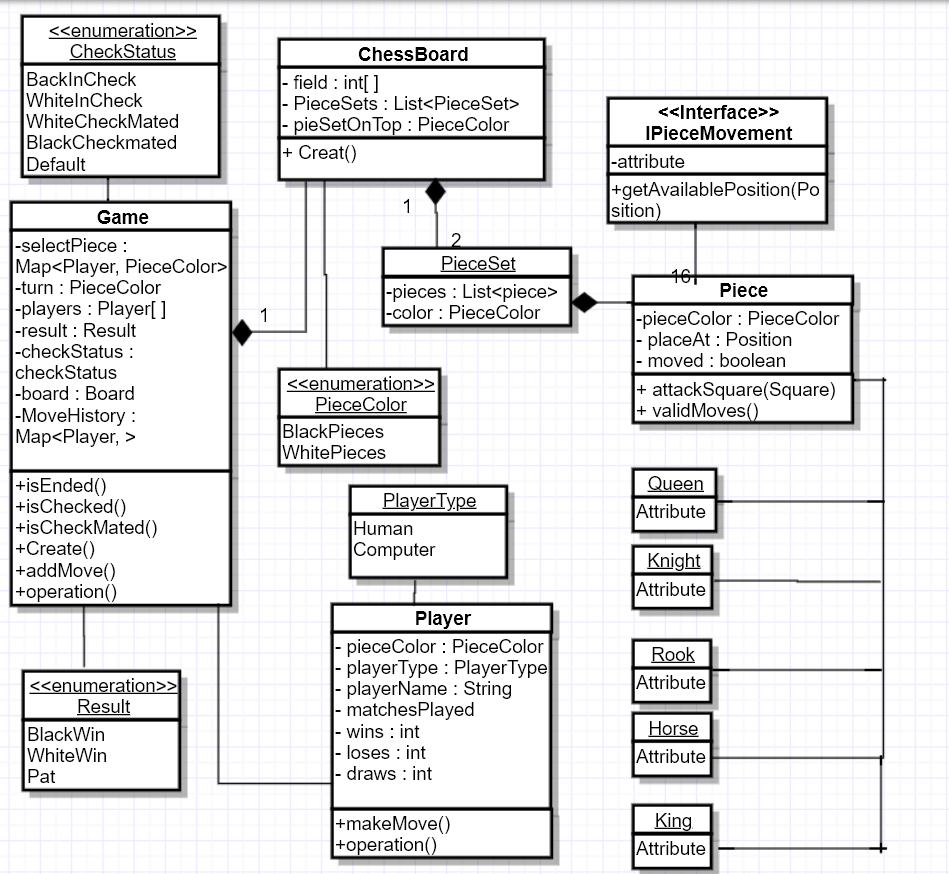 <<enumeration>>
CheckStatus
BackInCheck
WhiteInCheck
WhiteCheckMated
BlackCheckmated
Default
ChessBoard
- field : int[ ]
- PieceSets : List<PieceSet>
- pieSetOnTop : PieceColor
+ Creat()
<<Interface>>
IPieceMovement
-attribute
+getAvailablePosition(Po
sition)
Game
-selectPiece :
Map<Player, PieceColor>
-turn : PieceColor
-players : Player[ ]
-result : Result
-checkStatus :
checkStatus
-board : Board
-MoveHistory :
Map<Player, >
+isEnded()
+isChecked()
+isCheckMated()
+Create()
+addMove()
+operation()
1
1
2
PieceSet
-pieces : List<piece>
-color : PieceColor
16
Piece
-pieceColor : PieceColor
- placeAt : Position
- moved : boolean
+ attackSquare(Square)
+ validMoves()
<<enumeration>>
PieceColor
BlackPieces
WhitePieces
PlayerType
Human
Computer
Player
- pieceColor : PieceColor
- playerType : PlayerType
- playerName : String
- matchesPlayed
- wins : int
- loses : int
- draws : int
+makeMove()
+operation()
<<enumeration>>
Result
BlackWin
WhiteWin
Pat
Queen
Attribute
Knight
Attribute
Rook
Attribute
Horse
Attribute
King
Attribute